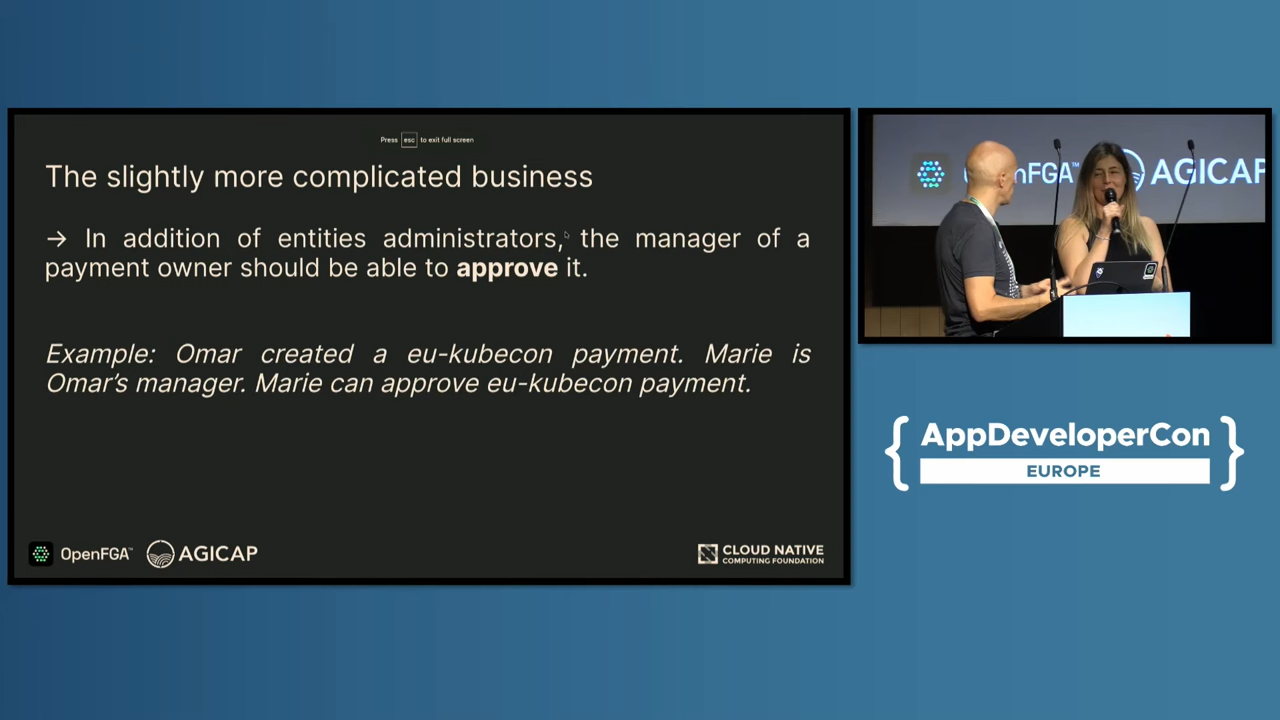 Press esc to exit full screen
The slightly more complicated business
→ In addition of entities administrators, the manager of a
payment owner should be able to approve it.
Example: Omar created a eu-kubecon payment. Marie is
Omar's manager. Marie can approve eu-kubecon payment.
OpenFGA™ AGICAP
CLOUD NATIVE
COMPUTING FOUNDATION
AGICAP
{ AppDeveloperCon }
EUROPE